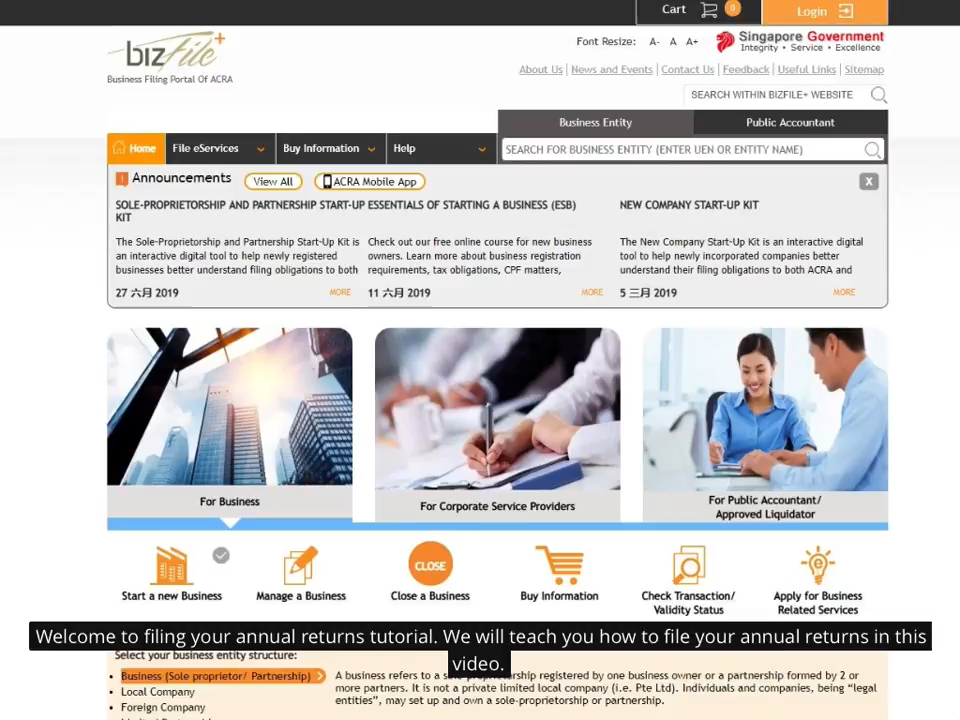 Cart 0 Login
Font Resize: A- A A+
Singapore Government
Integrity • Service • Excellence
bizFile+
Business Filing Portal Of ACRA
About Us | News and Events | Contact Us | Feedback | Useful Links | Sitemap
SEARCH WITHIN BIZFILE+ WEBSITE
Business Entity Public Accountant
Home File eServices Buy Information Help
SEARCH FOR BUSINESS ENTITY (ENTER UEN OR ENTITY NAME)
Announcements View All ACRA Mobile App X
SOLE-PROPRIETORSHIP AND PARTNERSHIP START-UP
KIT
The Sole-Proprietorship and Partnership Start-Up Kit is
an interactive digital tool to help newly registered
businesses better understand filing obligations to both
27 六月 2019 MORE
ESSENTIALS OF STARTING A BUSINESS (ESB)
Check out our free online course for new business
owners. Learn more about business registration
requirements, tax obligations, CPF matters,
11 六月 2019 MORE
NEW COMPANY START-UP KIT
The New Company Start-Up Kit is an interactive digital
tool to help newly incorporated companies better
understand their filing obligations to both ACRA and
5 三月 2019 MORE
For Business
For Corporate Service Providers
For Public Accountant/
Approved Liquidator
CLOSE
Start a new Business
Manage a Business
Close a Business
Buy Information
Check Transaction/
Validity Status
Apply for Business
Related Services
Welcome to filing your annual returns tutorial. We will teach you how to file your annual returns in this
video.
Select your business entity structure:
• Business (Sole proprietor/ Partnership)
• Local Company
• Foreign Company
A business refers to a sole proprietorship registered by one business owner or a partnership formed by 2 or
more partners. It is not a private limited local company (i.e. Pte Ltd). Individuals and companies, being “legal
entities”, may set up and own a sole-proprietorship or partnership.